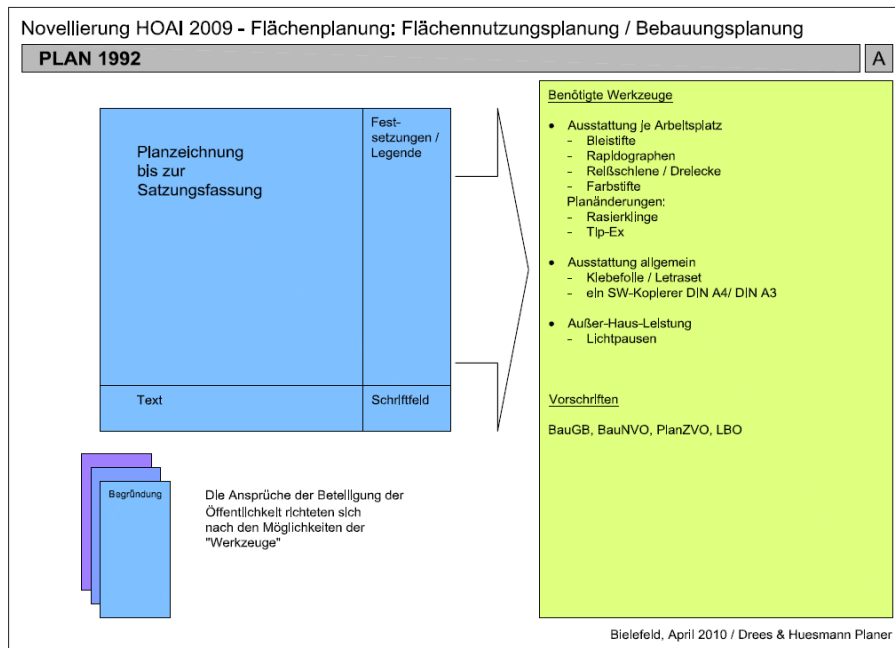 Novellierung HOAI 2009 - Flächenplanung: Flächennutzungsplanung / Bebauungsplanung
PLAN 1992
A
Planzeichnung
bis zur
Satzungsfassung
Fest-
setzungen /
Legende
Text
Schriftfeld
Begründung
Die Ansprüche der Beteiligung der
Öffentlichkeit richteten sich
nach den Möglichkeiten der
"Werkzeuge"
Benötigte Werkzeuge
• Ausstattung je Arbeitsplatz
- Bleistifte
- Rapidographen
- Reißschiene / Dreiecke
- Farbstifte
Planänderungen:
- Rasierklinge
- Tip-Ex
• Ausstattung allgemein
- Klebefolie / Letraset
- ein SW-Kopierer DIN A4/ DIN A3
• Außer-Haus-Leistung
- Lichtpausen
Vorschriften
BauGB, BauNVO, PlanZVO, LBO
Bielefeld, April 2010 / Drees & Huesmann Planer